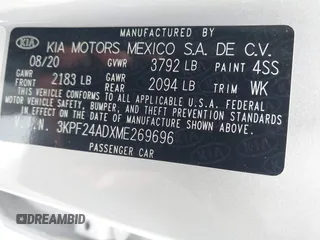 MANUFACTURED BY
KIA KIA MOTORS MEXICO S.A. DE C.V.
08/20 GVWR 3792 LB PAINT 4SS
GAWR FRONT 2183 LB GAWR REAR 2094 LB TRIM WK
THIS VEHICLE CONFORMS TO ALL APPLICABLE U.S. FEDERAL
MOTOR VEHICLE SAFETY, BUMPER, AND THEFT PREVENTION STANDARDS
IN EFFECT ON THE DATE OF MANUFACTURE SHOWN ABOVE.
V.I.N. 3KPF24ADXME269696
PASSENGER CAR
DREAMBID